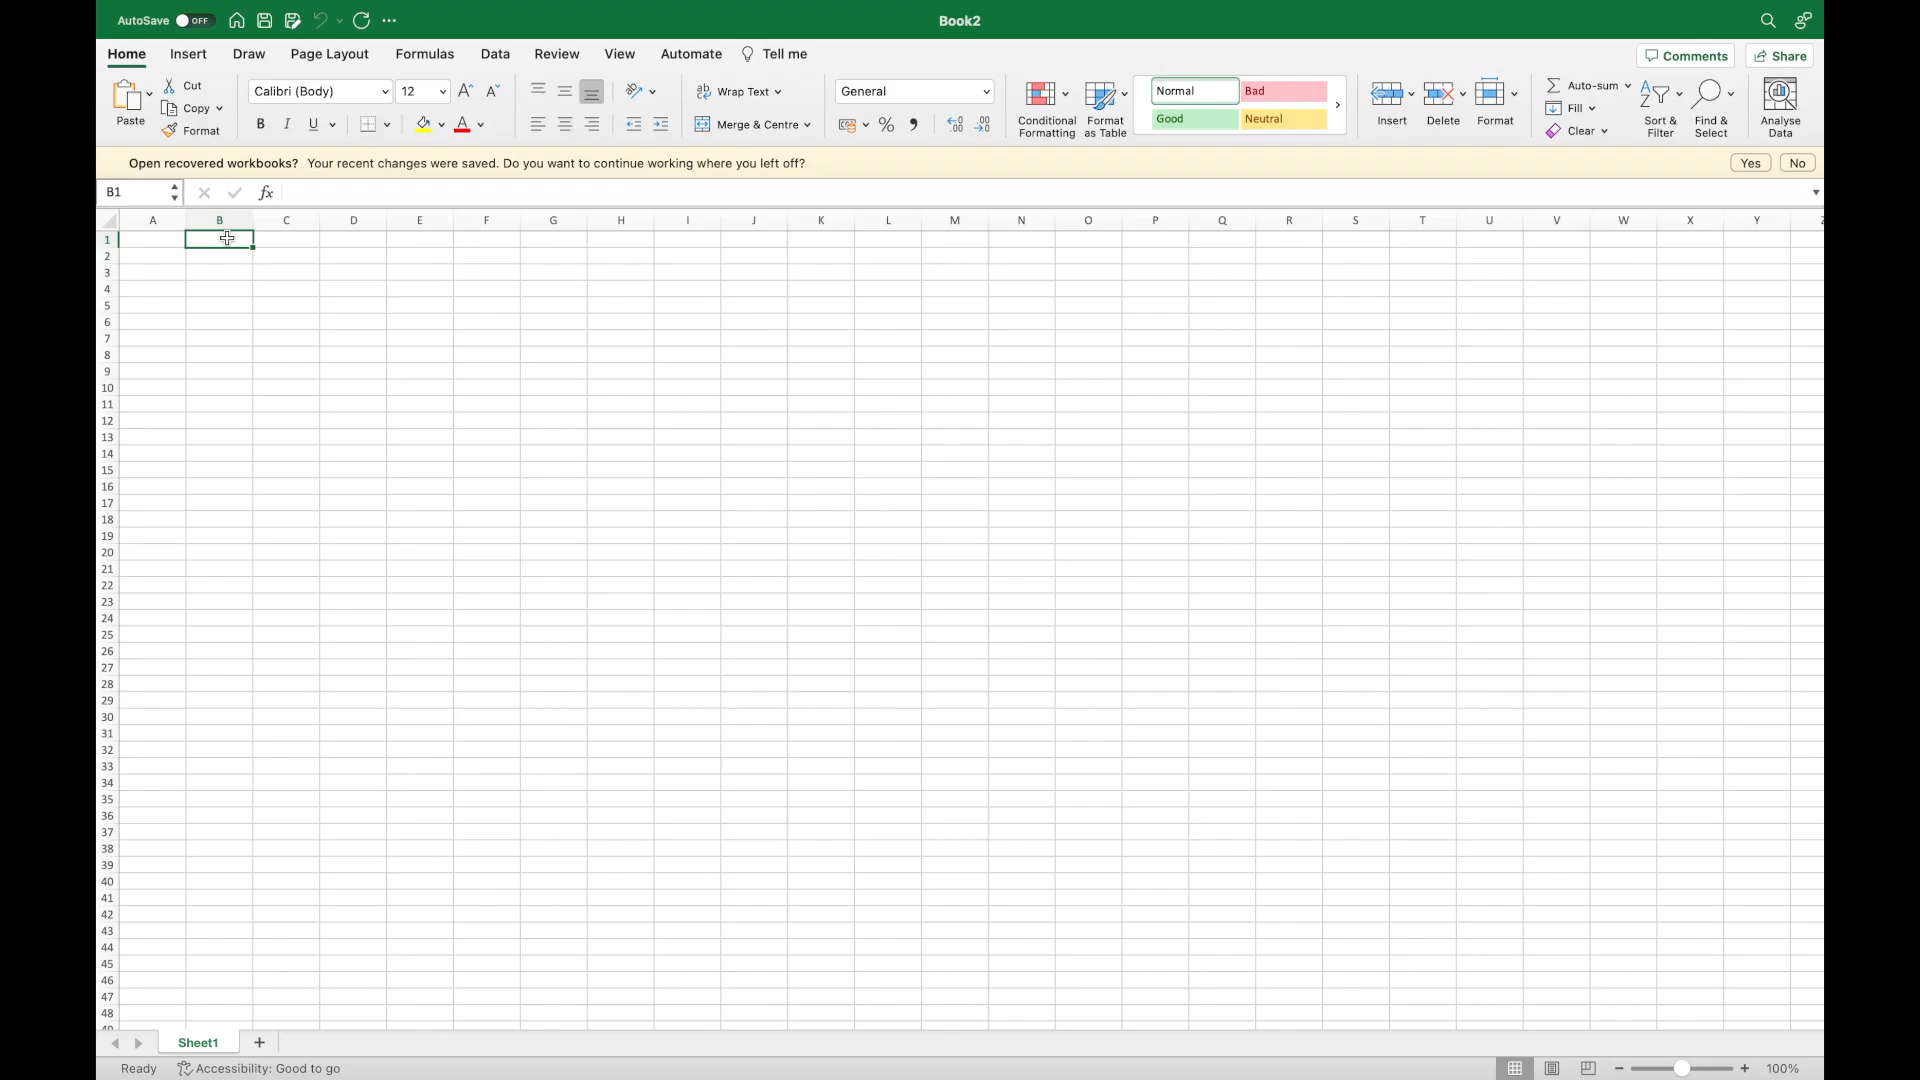 AutoSave OFF Book2
Home Insert Draw Page Layout Formulas Data Review View Automate Tell me Comments Share
Paste Cut Copy Format
Calibri (Body) 12
B I U A
Wrap Text
Merge & Centre
General
Conditional Formatting
Format as Table
Normal Bad
Good Neutral
Insert Delete Format
Auto-sum
Fill
Clear
Sort & Filter
Find & Select
Analyse Data
Open recovered workbooks? Your recent changes were saved. Do you want to continue working where you left off? Yes No
B1 fx
A B C D E F G H I J K L M N O P Q R S T U V W X Y
1
2
3
4
5
6
7
8
9
10
11
12
13
14
15
16
17
18
19
20
21
22
23
24
25
26
27
28
29
30
31
32
33
34
35
36
37
38
39
40
41
42
43
44
45
46
47
48
Sheet1
Ready Accessibility: Good to go 100%